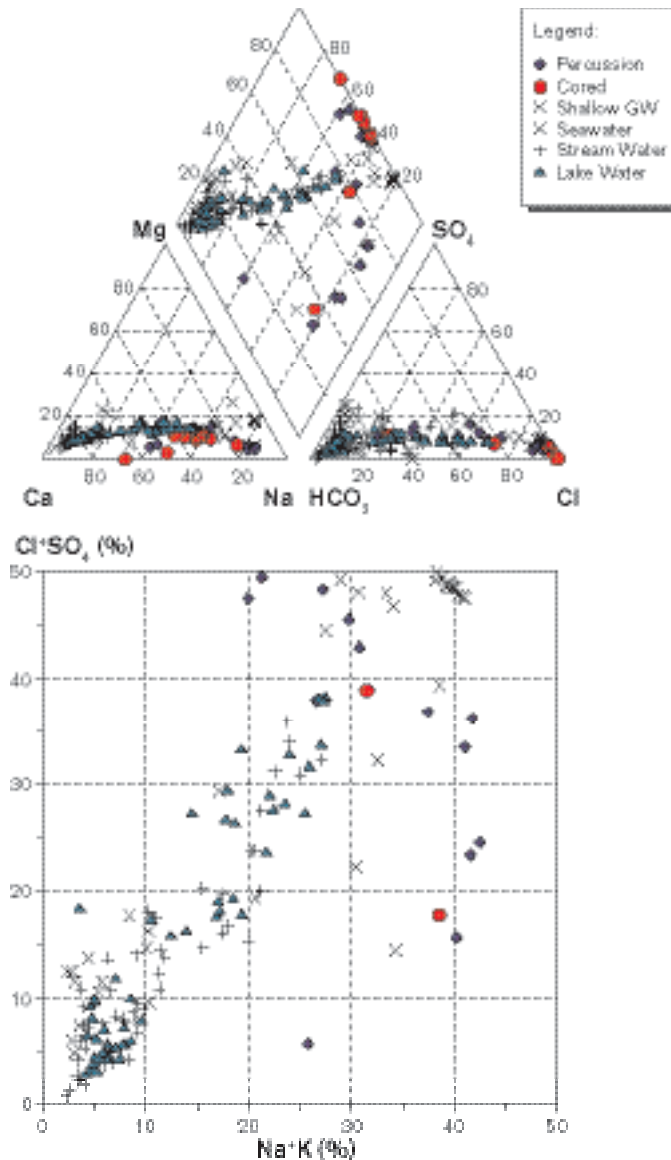 Legend:
Percussion
Cored
Shallow GW
Seawater
Stream Water
Lake Water
80 80
60 60
40 40
20 20
Mg SO₄
80 80
60 60
40 40
20 20
80 60 40 20 20 40 60 80
Ca Na HCO₃ Cl
Cl+SO₄ (%)
50
40
30
20
10
0
0 10 20 30 40 50
Na+K (%)